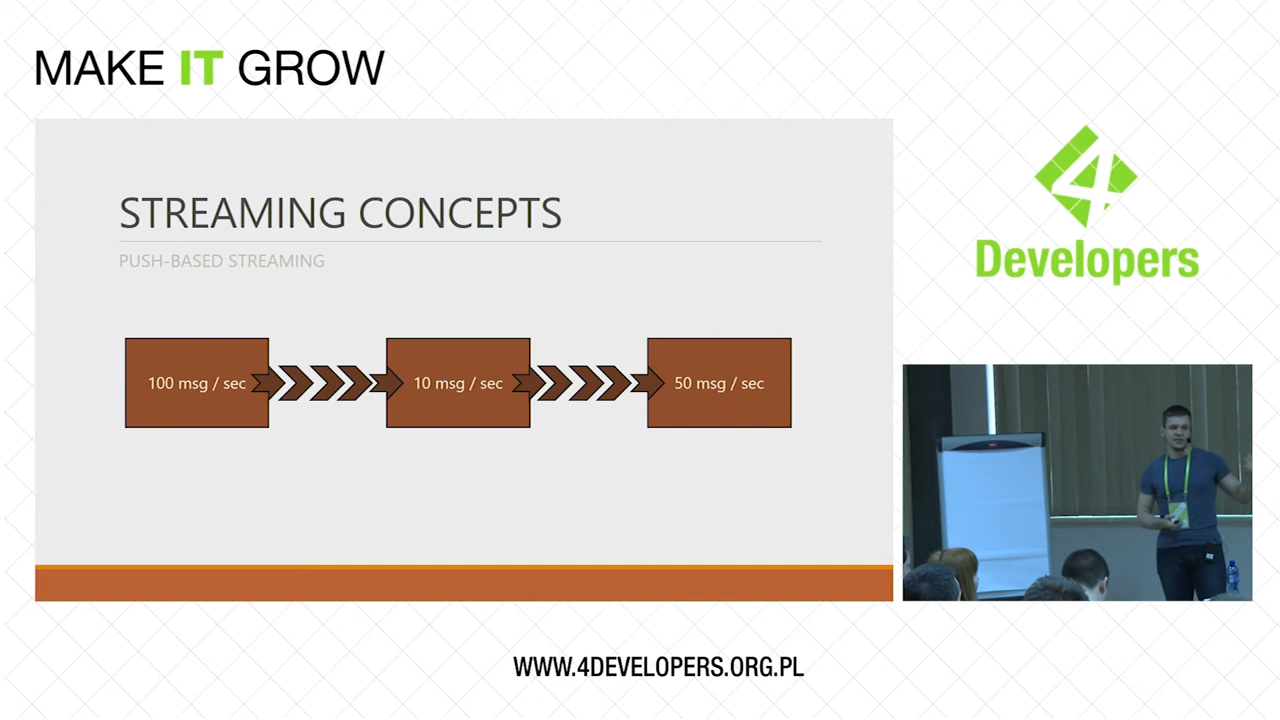 MAKE IT GROW
STREAMING CONCEPTS
PUSH-BASED STREAMING
100 msg / sec
10 msg / sec
50 msg / sec
4
Developers
WWW.4DEVELOPERS.ORG.PL